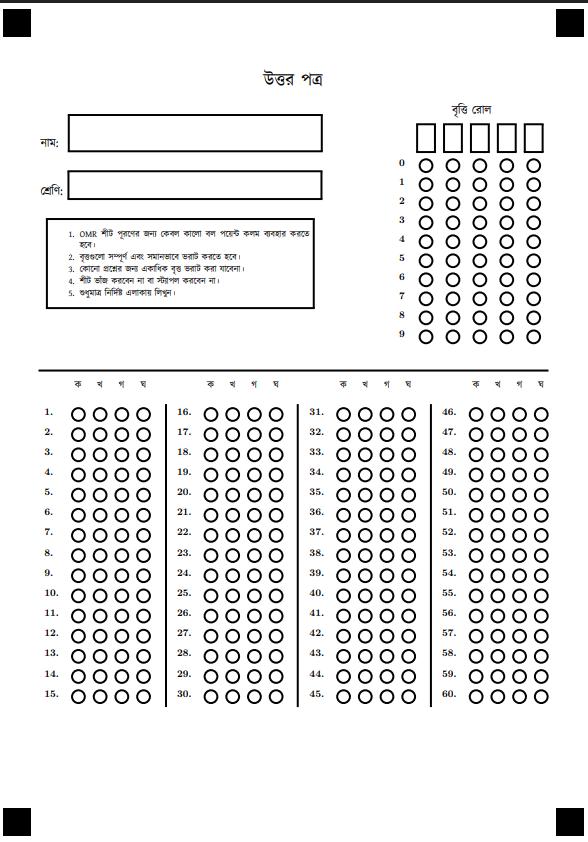 উত্তর পত্র
বৃত্তি রোল
নাম:
শ্রেণি:
1. OMR শীট পূরণের জন্য কেবল কালো বল পয়েন্ট কলম ব্যবহার করতে
হবে।
2. বৃত্তগুলো সম্পূর্ণ এবং সমানভাবে ভরাট করতে হবে।
3. কোনো প্রশ্নের জন্য একাধিক বৃত্ত ভরাট করা যাবেনা।
4. শীট ভাঁজ করবেন না বা স্ট্যাপল করবেন না।
5. শুধুমাত্র নির্দিষ্ট এলাকায় লিখুন।
0
1
2
3
4
5
6
7
8
9
ক খ গ ঘ ক খ গ ঘ ক খ গ ঘ ক খ গ ঘ
1. 16. 31. 46.
2. 17. 32. 47.
3. 18. 33. 48.
4. 19. 34. 49.
5. 20. 35. 50.
6. 21. 36. 51.
7. 22. 37. 52.
8. 23. 38. 53.
9. 24. 39. 54.
10. 25. 40. 55.
11. 26. 41. 56.
12. 27. 42. 57.
13. 28. 43. 58.
14. 29. 44. 59.
15. 30. 45. 60.